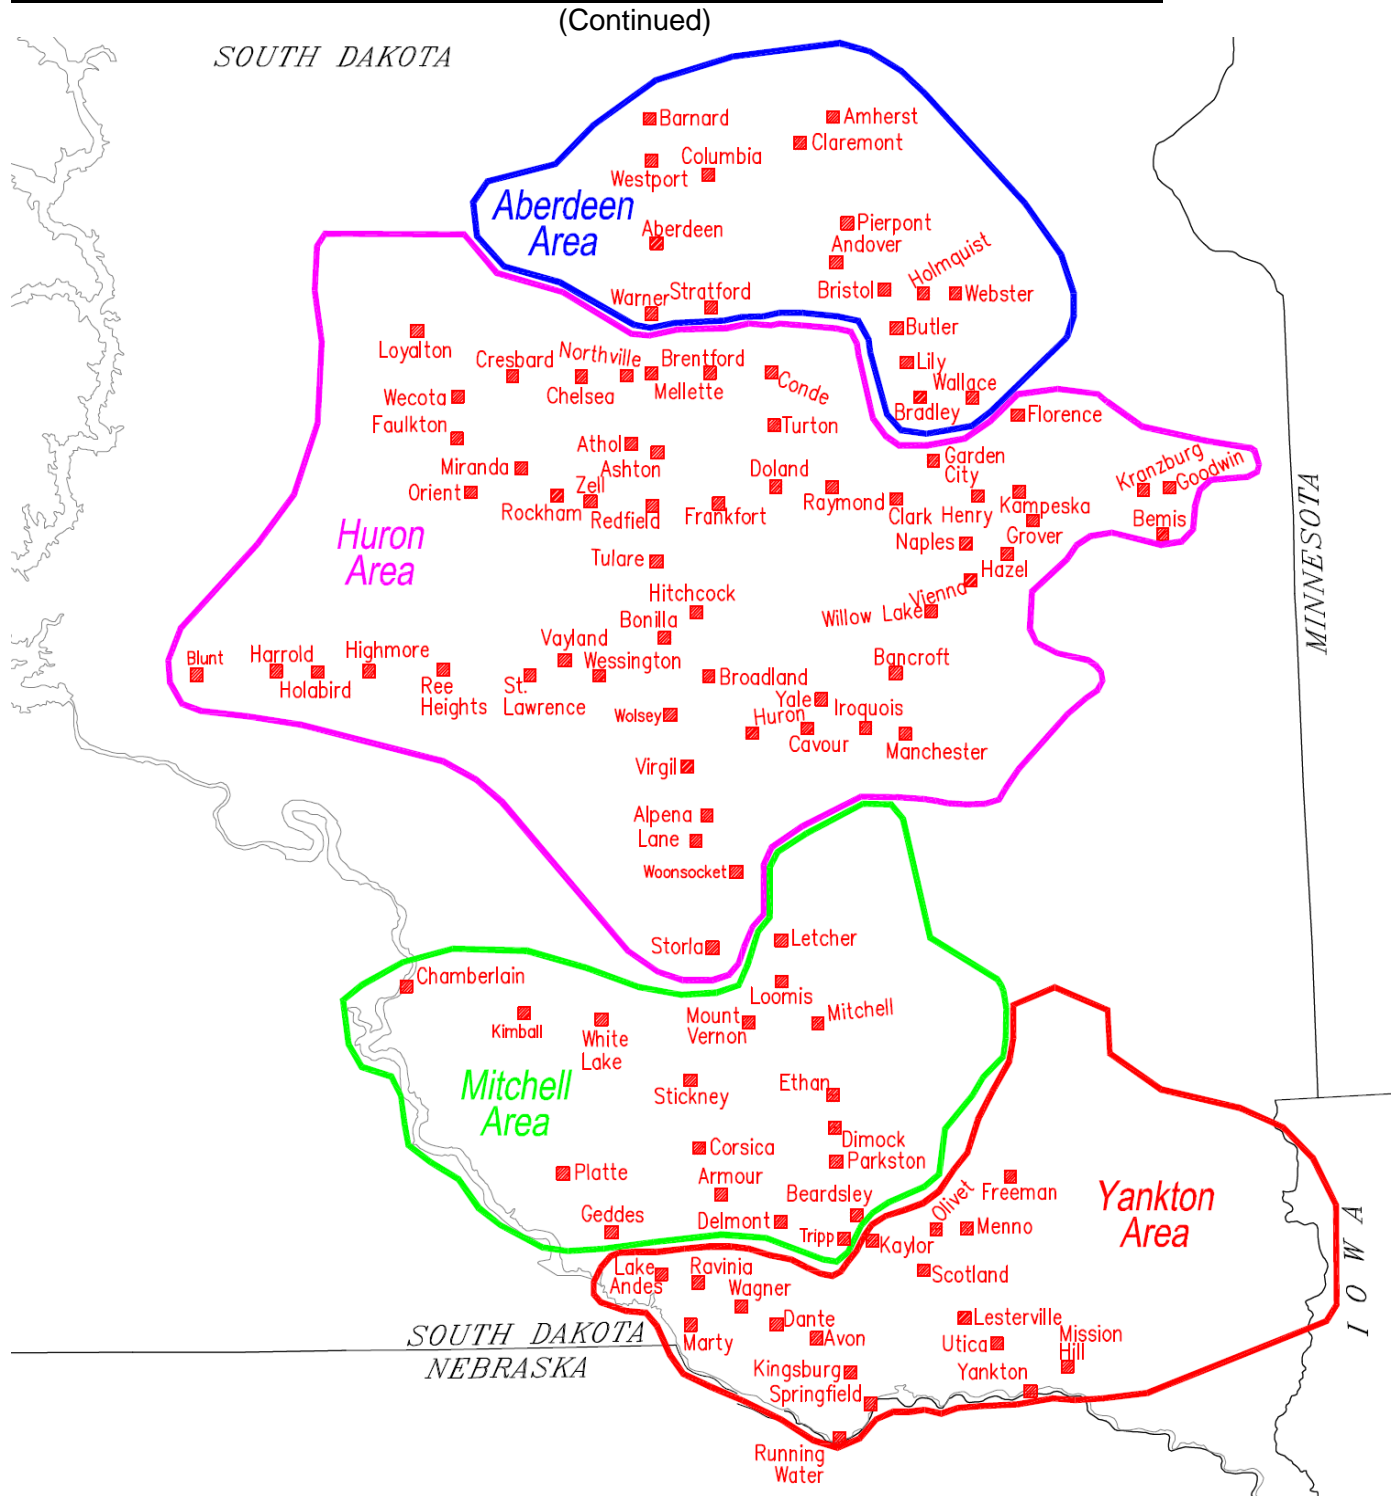 (Continued)
SOUTH DAKOTA
Barnard
Amherst
Claremont
Columbia
Westport
Aberdeen
Area
Aberdeen
Pierpont
Andover
Holmquist
Bristol
Webster
Warner
Stratford
Butler
Loyalton
Lily
Cresbard
Northville
Brentford
Chelsea
Mellette
Conde
Wallace
Bradley
Wecota
Florence
Faulkton
Turton
Athol
Ashton
Garden
City
Miranda
Doland
Kranzburg
Goodwin
Orient
Zell
Rockham
Redfield
Frankfort
Raymond
Clark
Henry
Kampeska
Bemis
MINNESOTA
Huron
Area
Grover
Naples
Tulare
Hazel
Vienna
Hitchcock
Willow Lake
Bonilla
Vayland
Blunt
Harrold
Highmore
Wessington
Bancroft
Holabird
Ree
Heights
St.
Lawrence
Broadland
Yale
Wolsey
Huron
Iroquois
Cavour
Manchester
Virgil
Alpena
Lane
Woonsocket
Storla
Letcher
Chamberlain
Loomis
Kimball
White
Lake
Mount
Vernon
Mitchell
Mitchell
Area
Stickney
Ethan
Dimock
Corsica
Parkston
Platte
Armour
Beardsley
Olivet
Freeman
Yankton
Area
Geddes
Delmont
Tripp
Kaylor
Menno
IOWA
Lake
Andes
Ravinia
Scotland
Wagner
Marty
Dante
Avon
Lesterville
Utica
Mission
Hill
SOUTH DAKOTA
NEBRASKA
Kingsburg
Yankton
Springfield
Running
Water